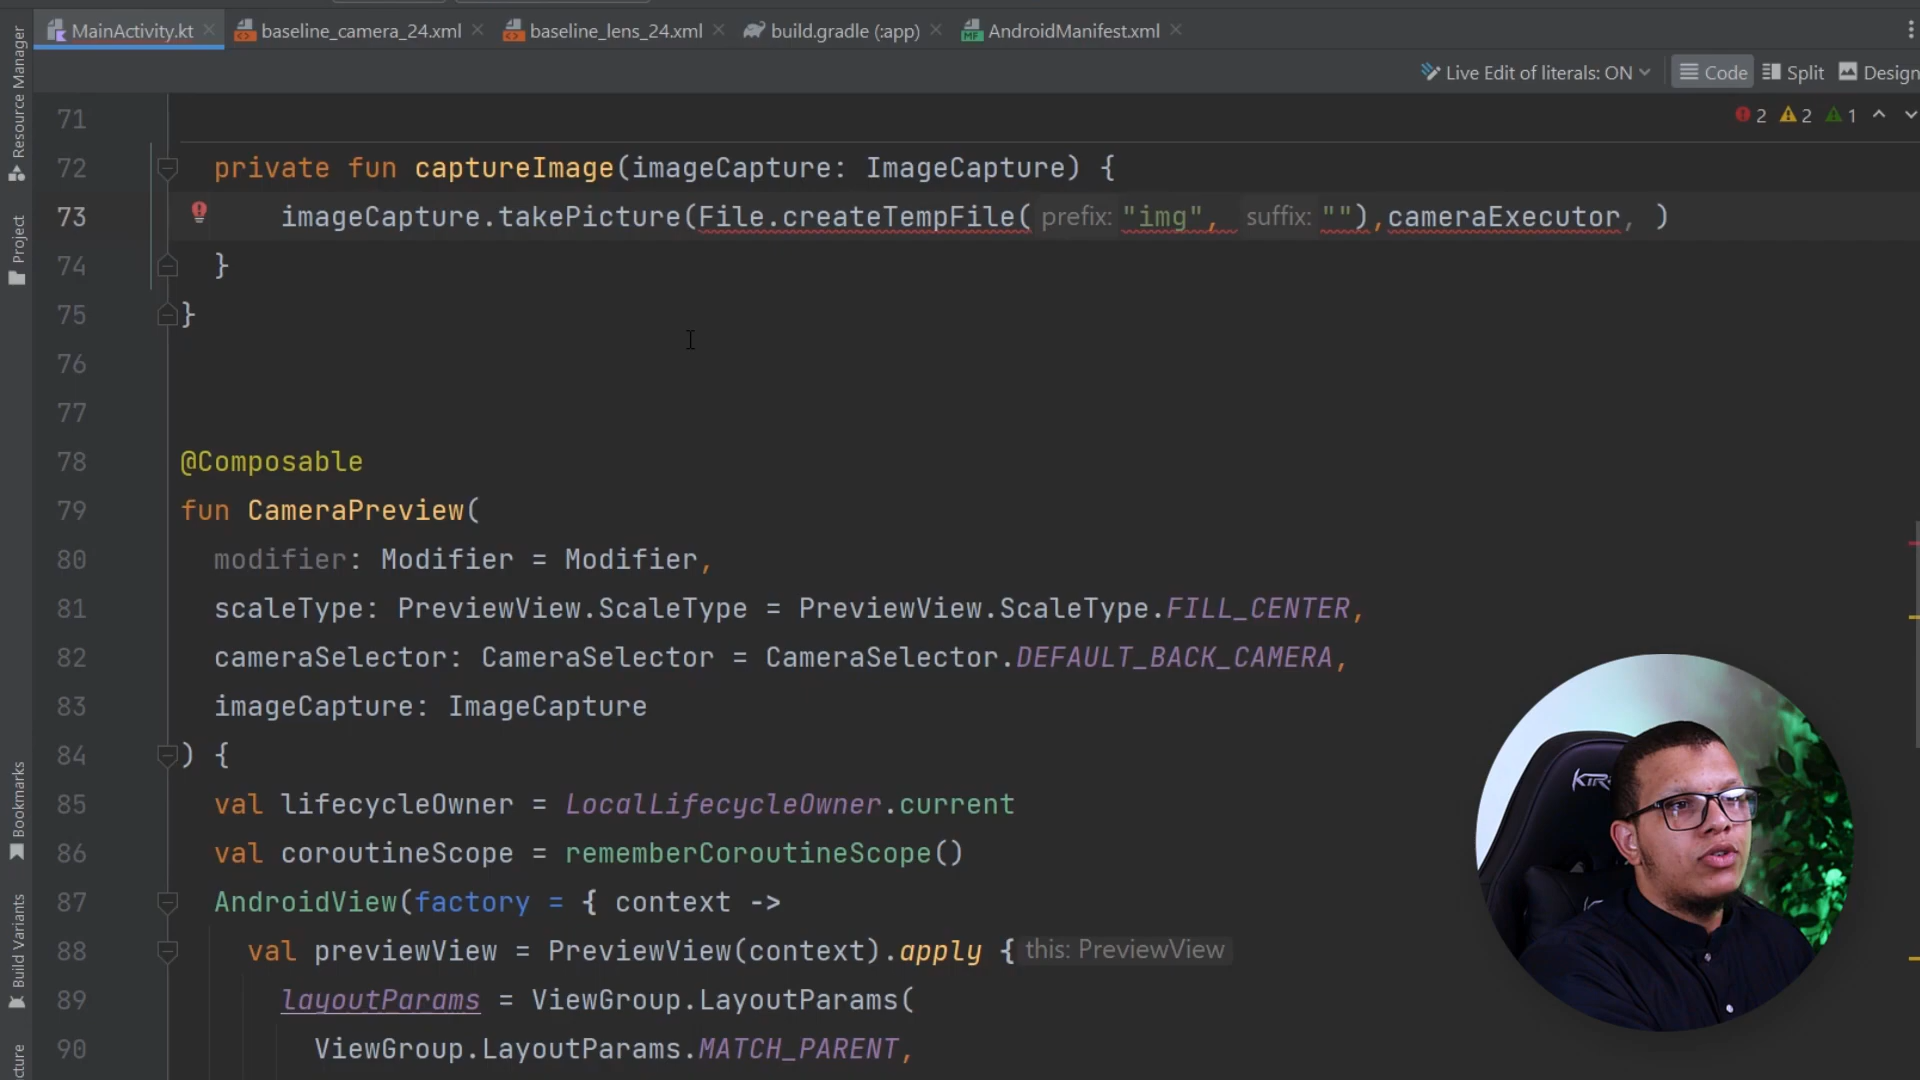 MainActivity.kt
baseline_camera_24.xml
baseline_lens_24.xml
build.gradle (:app)
MF AndroidManifest.xml
Live Edit of literals: ON
Code
Split
Design
2 2 1
Resource Manager
Project
Bookmarks
Build Variants
cture
71
72 private fun captureImage(imageCapture: ImageCapture) {
73 imageCapture.takePicture(File.createTempFile( prefix: "img", suffix: ""),cameraExecutor, )
74 }
75 }
76
77
78 @Composable
79 fun CameraPreview(
80 modifier: Modifier = Modifier,
81 scaleType: PreviewView.ScaleType = PreviewView.ScaleType.FILL_CENTER,
82 cameraSelector: CameraSelector = CameraSelector.DEFAULT_BACK_CAMERA,
83 imageCapture: ImageCapture
84 ) {
85 val lifecycleOwner = LocalLifecycleOwner.current
86 val coroutineScope = rememberCoroutineScope()
87 AndroidView(factory = { context ->
88 val previewView = PreviewView(context).apply { this: PreviewView
89 layoutParams = ViewGroup.LayoutParams(
90 ViewGroup.LayoutParams.MATCH_PARENT,